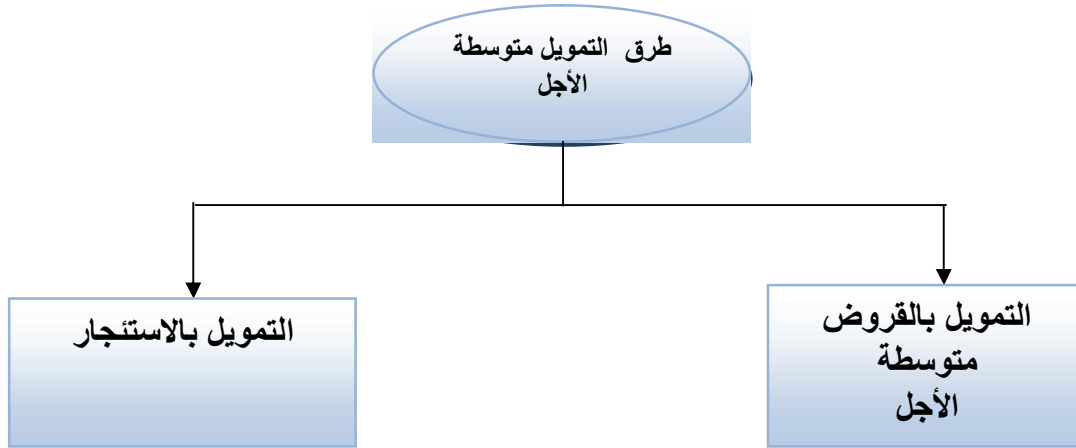 طرق التمويل متوسطة
الأجل
التمويل بالقروض
متوسطة
الأجل
التمويل بالاستئجار